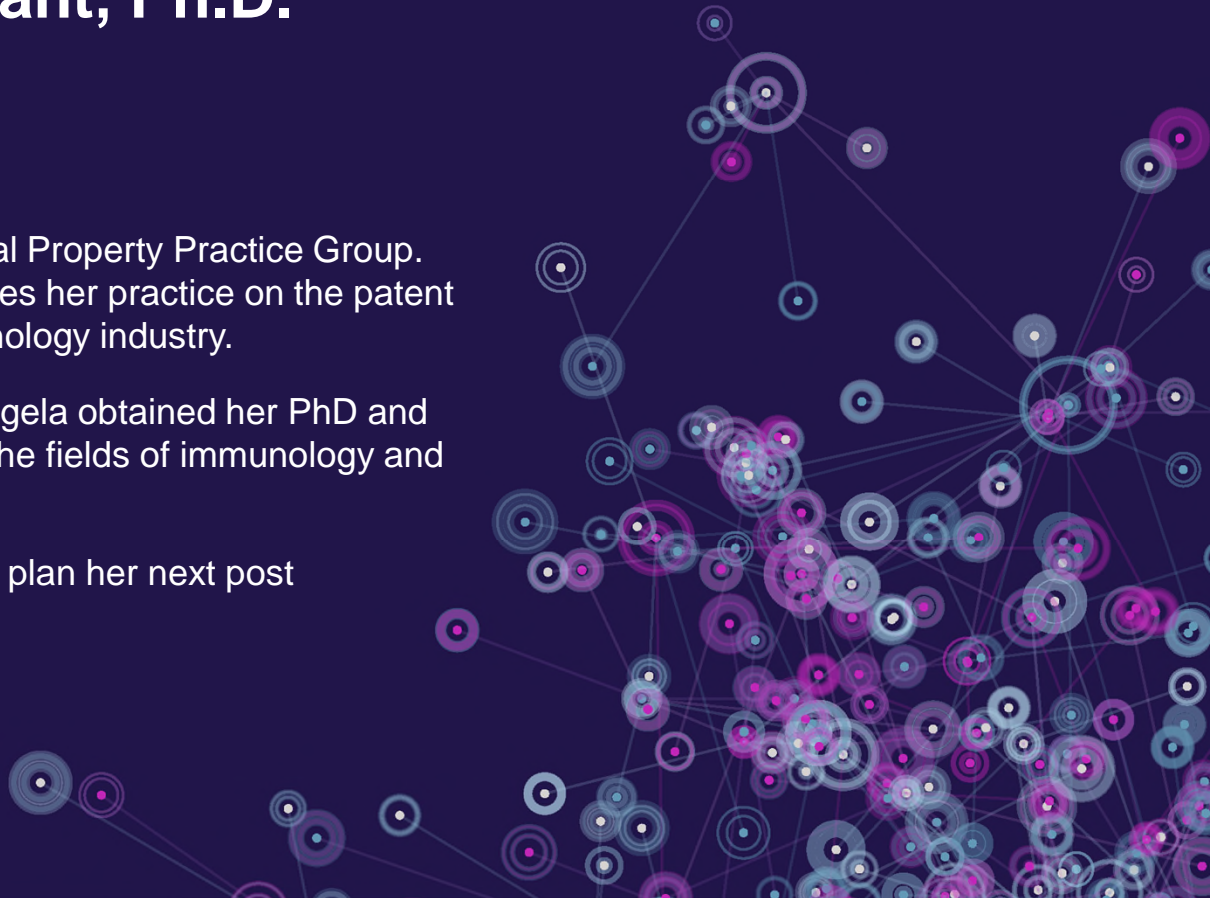 ant, Ph.D.
al Property Practice Group.
es her practice on the patent
nology industry.
gela obtained her PhD and
he fields of immunology and
plan her next post